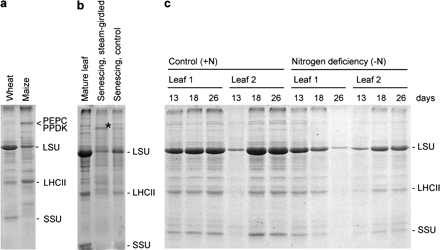 a
Wheat
Maize
< PEPC
PPDK
- LSU
- LHCII
- SSU
b
Mature leaf
Senescing, steam-girdled
Senescing, control
*
- LSU
- LHCII
- SSU
c
Control (+N)
Nitrogen deficiency (-N)
Leaf 1
Leaf 2
Leaf 1
Leaf 2
13 18 26 13 18 26 13 18 26 13 18 26 days
- LSU
- LHCII
- SSU